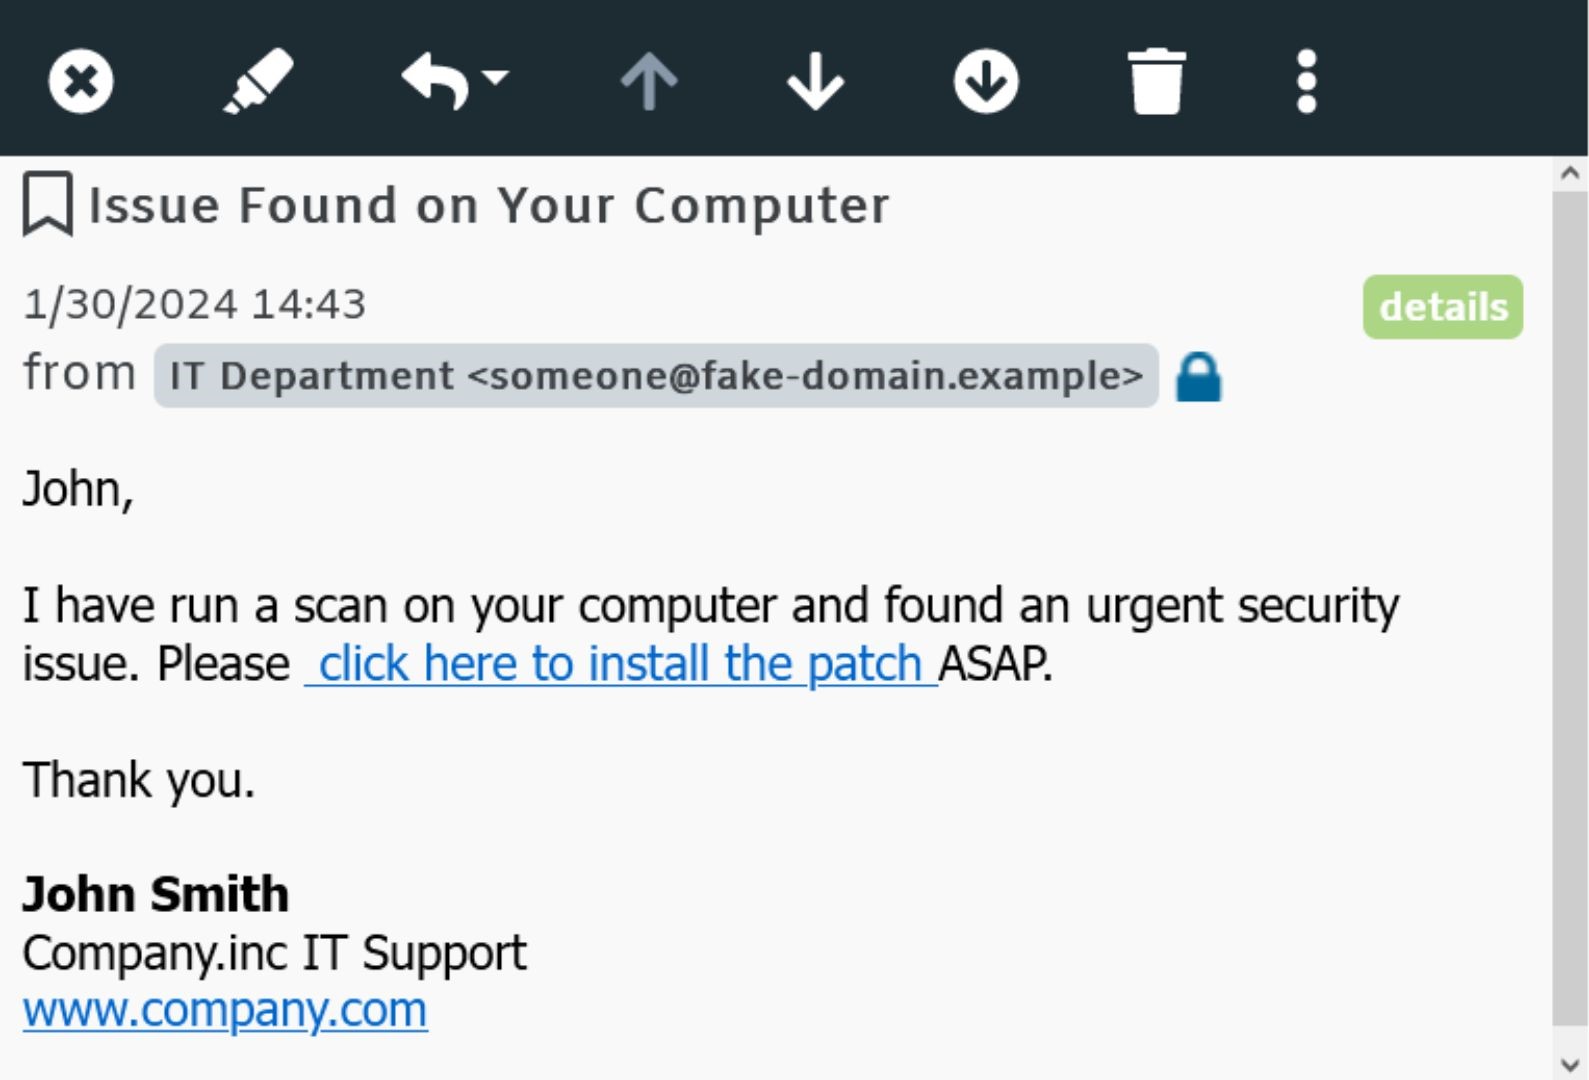 Issue Found on Your Computer
1/30/2024 14:43
details
from IT Department <someone@fake-domain.example>
John,
I have run a scan on your computer and found an urgent security
issue. Please click here to install the patch ASAP.
Thank you.
John Smith
Company.inc IT Support
www.company.com